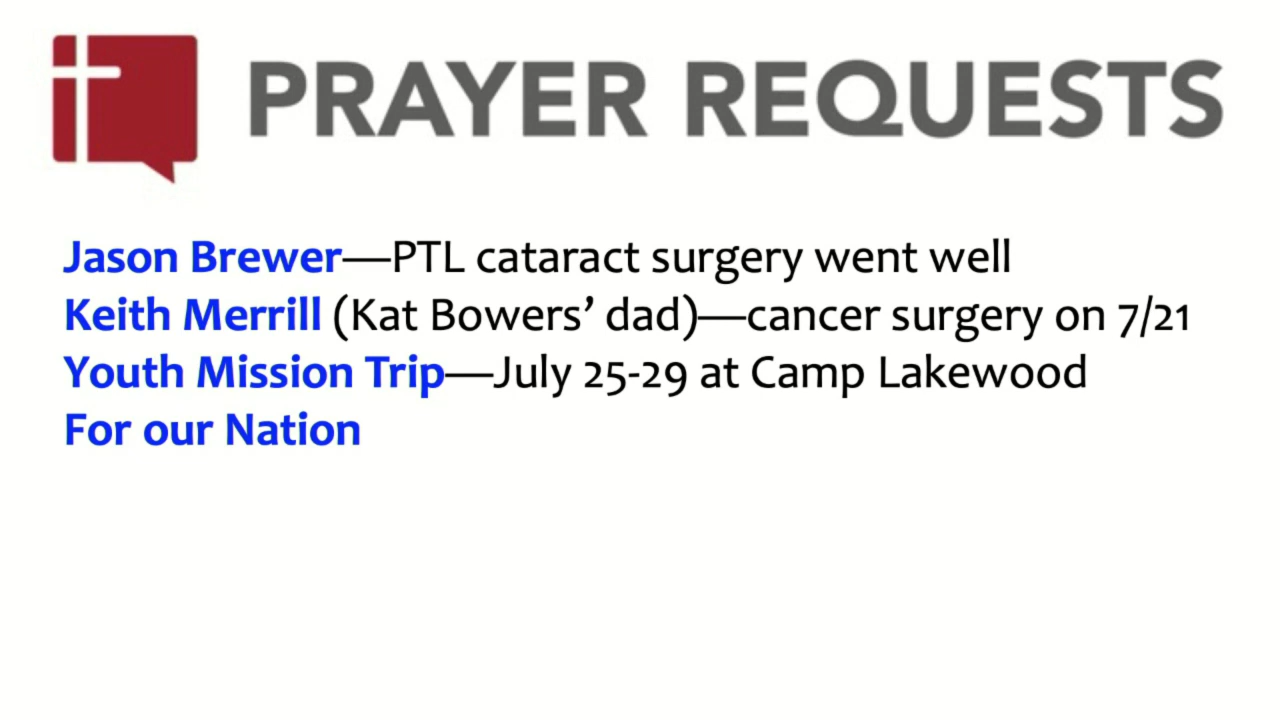 PRAYER REQUESTS
Jason Brewer—PTL cataract surgery went well
Keith Merrill (Kat Bowers’ dad)—cancer surgery on 7/21
Youth Mission Trip—July 25-29 at Camp Lakewood
For our Nation